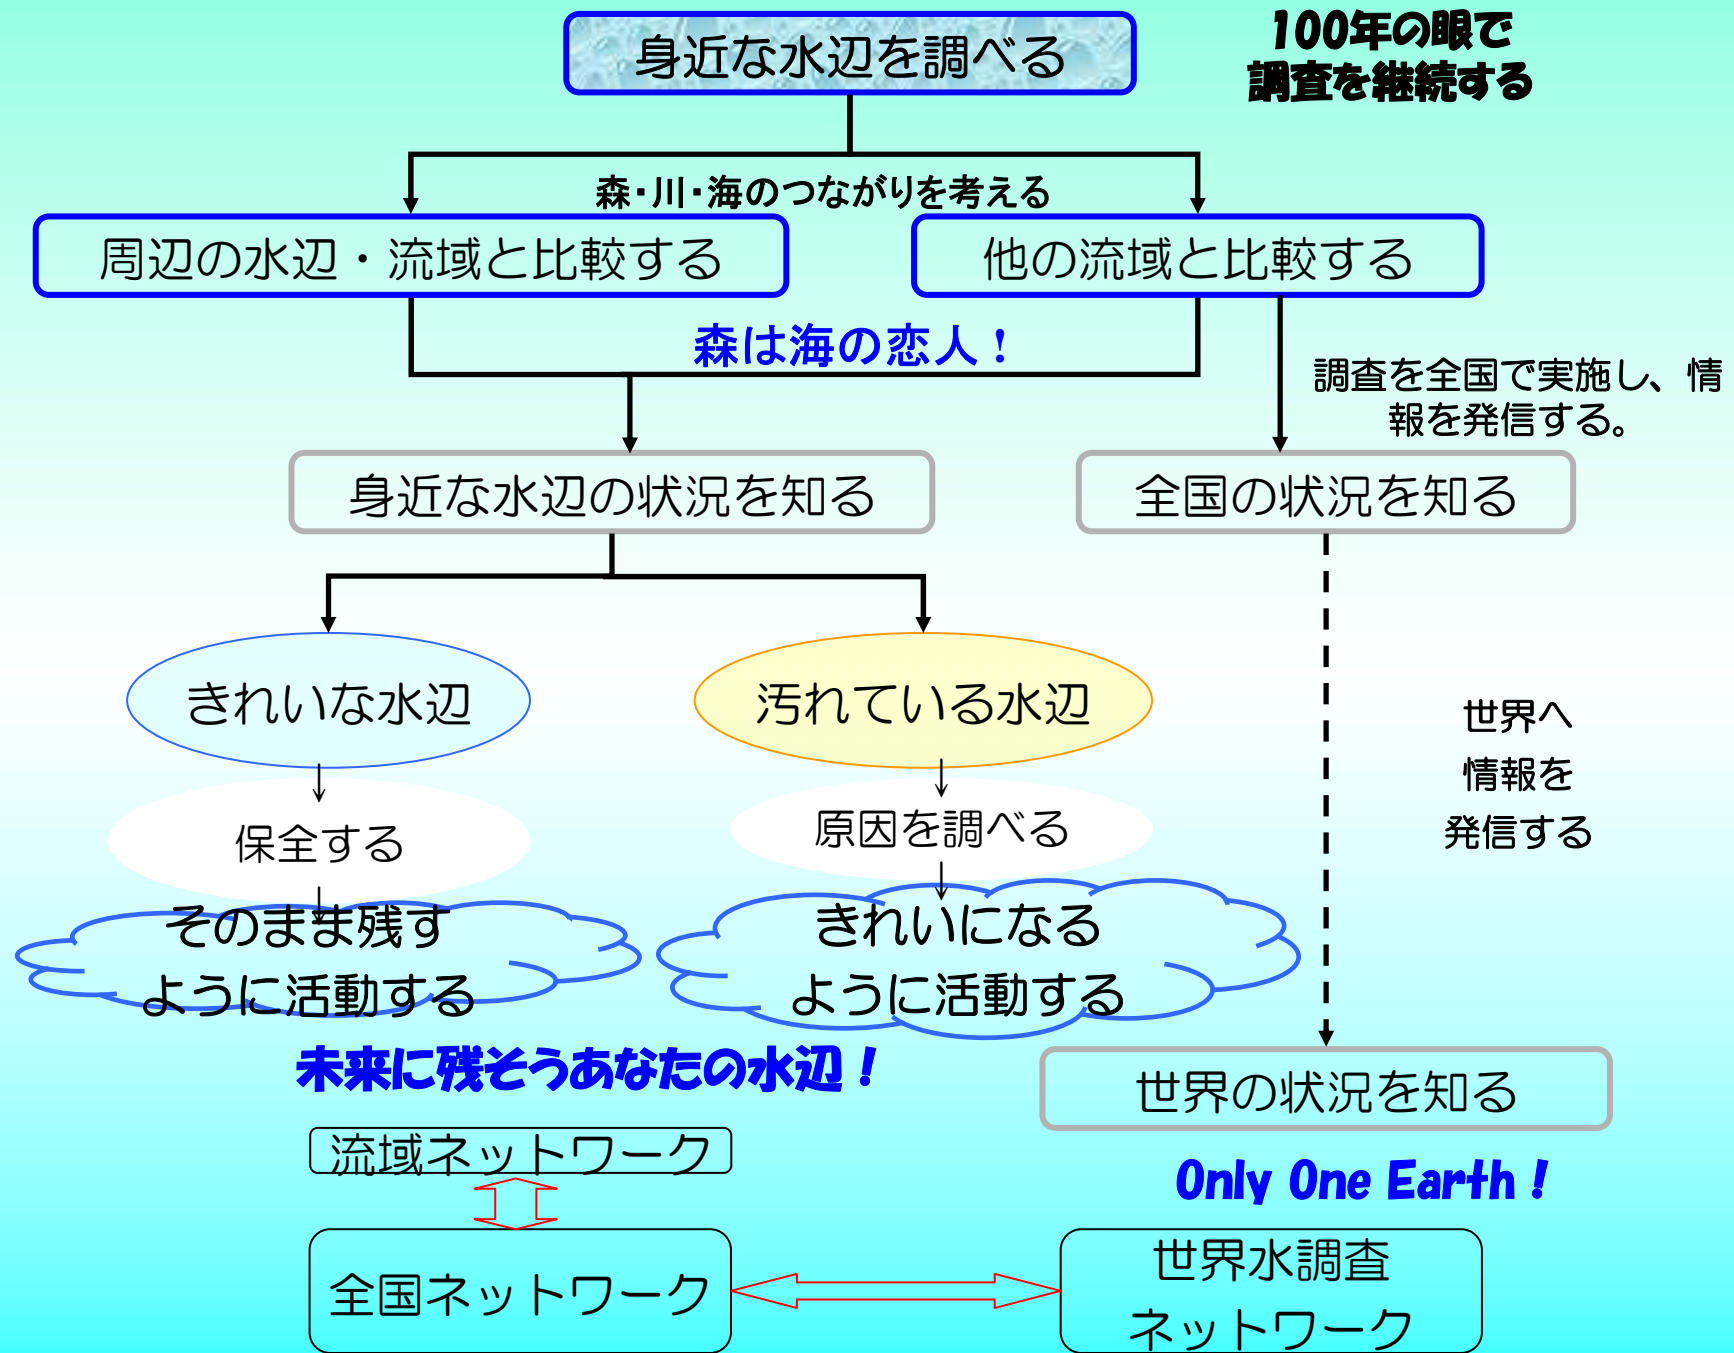 身近な水辺を調べる
100年の眼で
調査を継続する
森・川・海のつながりを考える
周辺の水辺・流域と比較する
他の流域と比較する
森は海の恋人！
調査を全国で実施し、情
報を発信する。
身近な水辺の状況を知る
全国の状況を知る
きれいな水辺
汚れている水辺
世界へ
情報を
発信する
保全する
原因を調べる
そのまま残す
ように活動する
きれいになる
ように活動する
未来に残そうあなたの水辺！
世界の状況を知る
流域ネットワーク
Only One Earth！
全国ネットワーク
世界水調査
ネットワーク